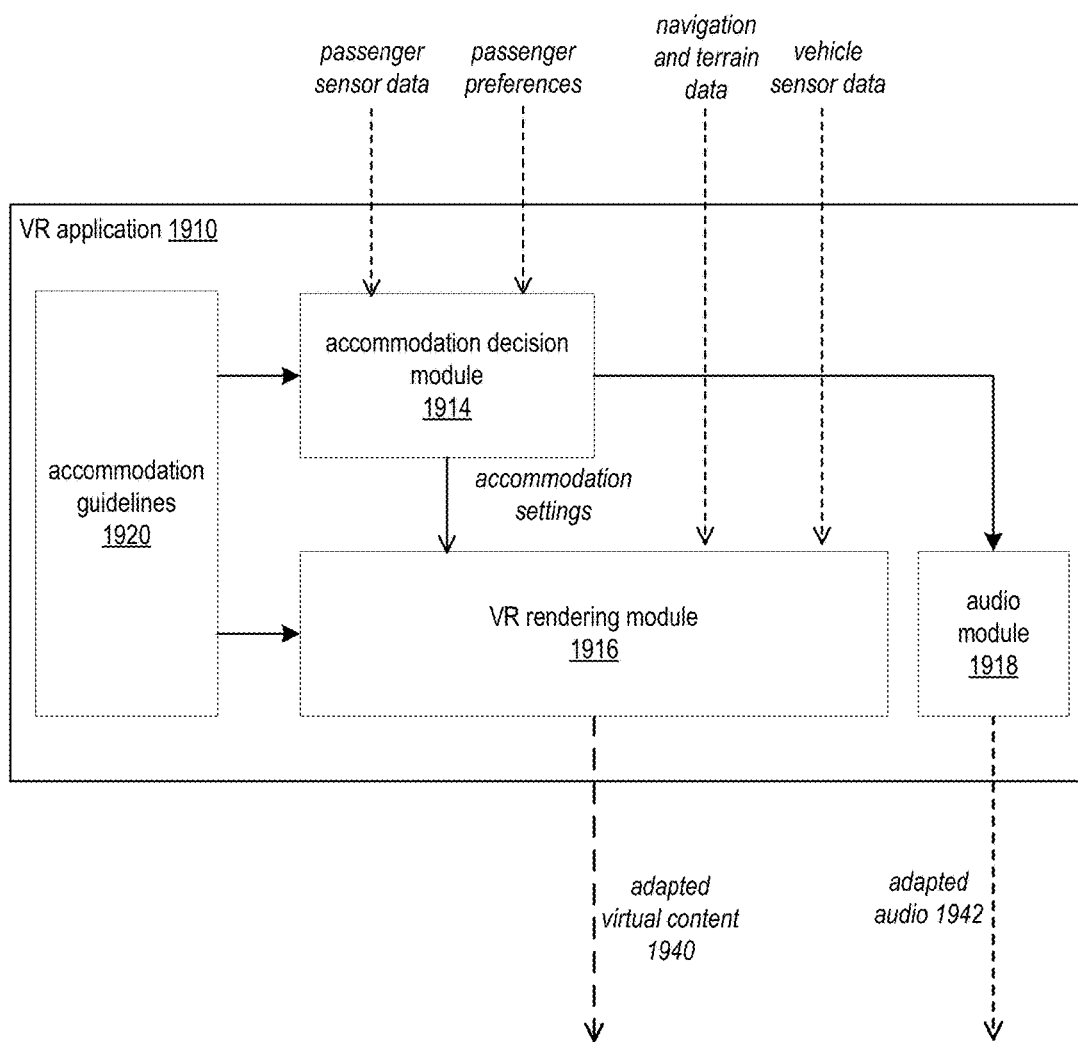 passenger
sensor data
passenger
preferences
navigation
and terrain
data
vehicle
sensor data
VR application 1910
accommodation decision
module
1914
accommodation
guidelines
1920
accommodation
settings
VR rendering module
1916
audio
module
1918
adapted
virtual content
1940
adapted
audio 1942